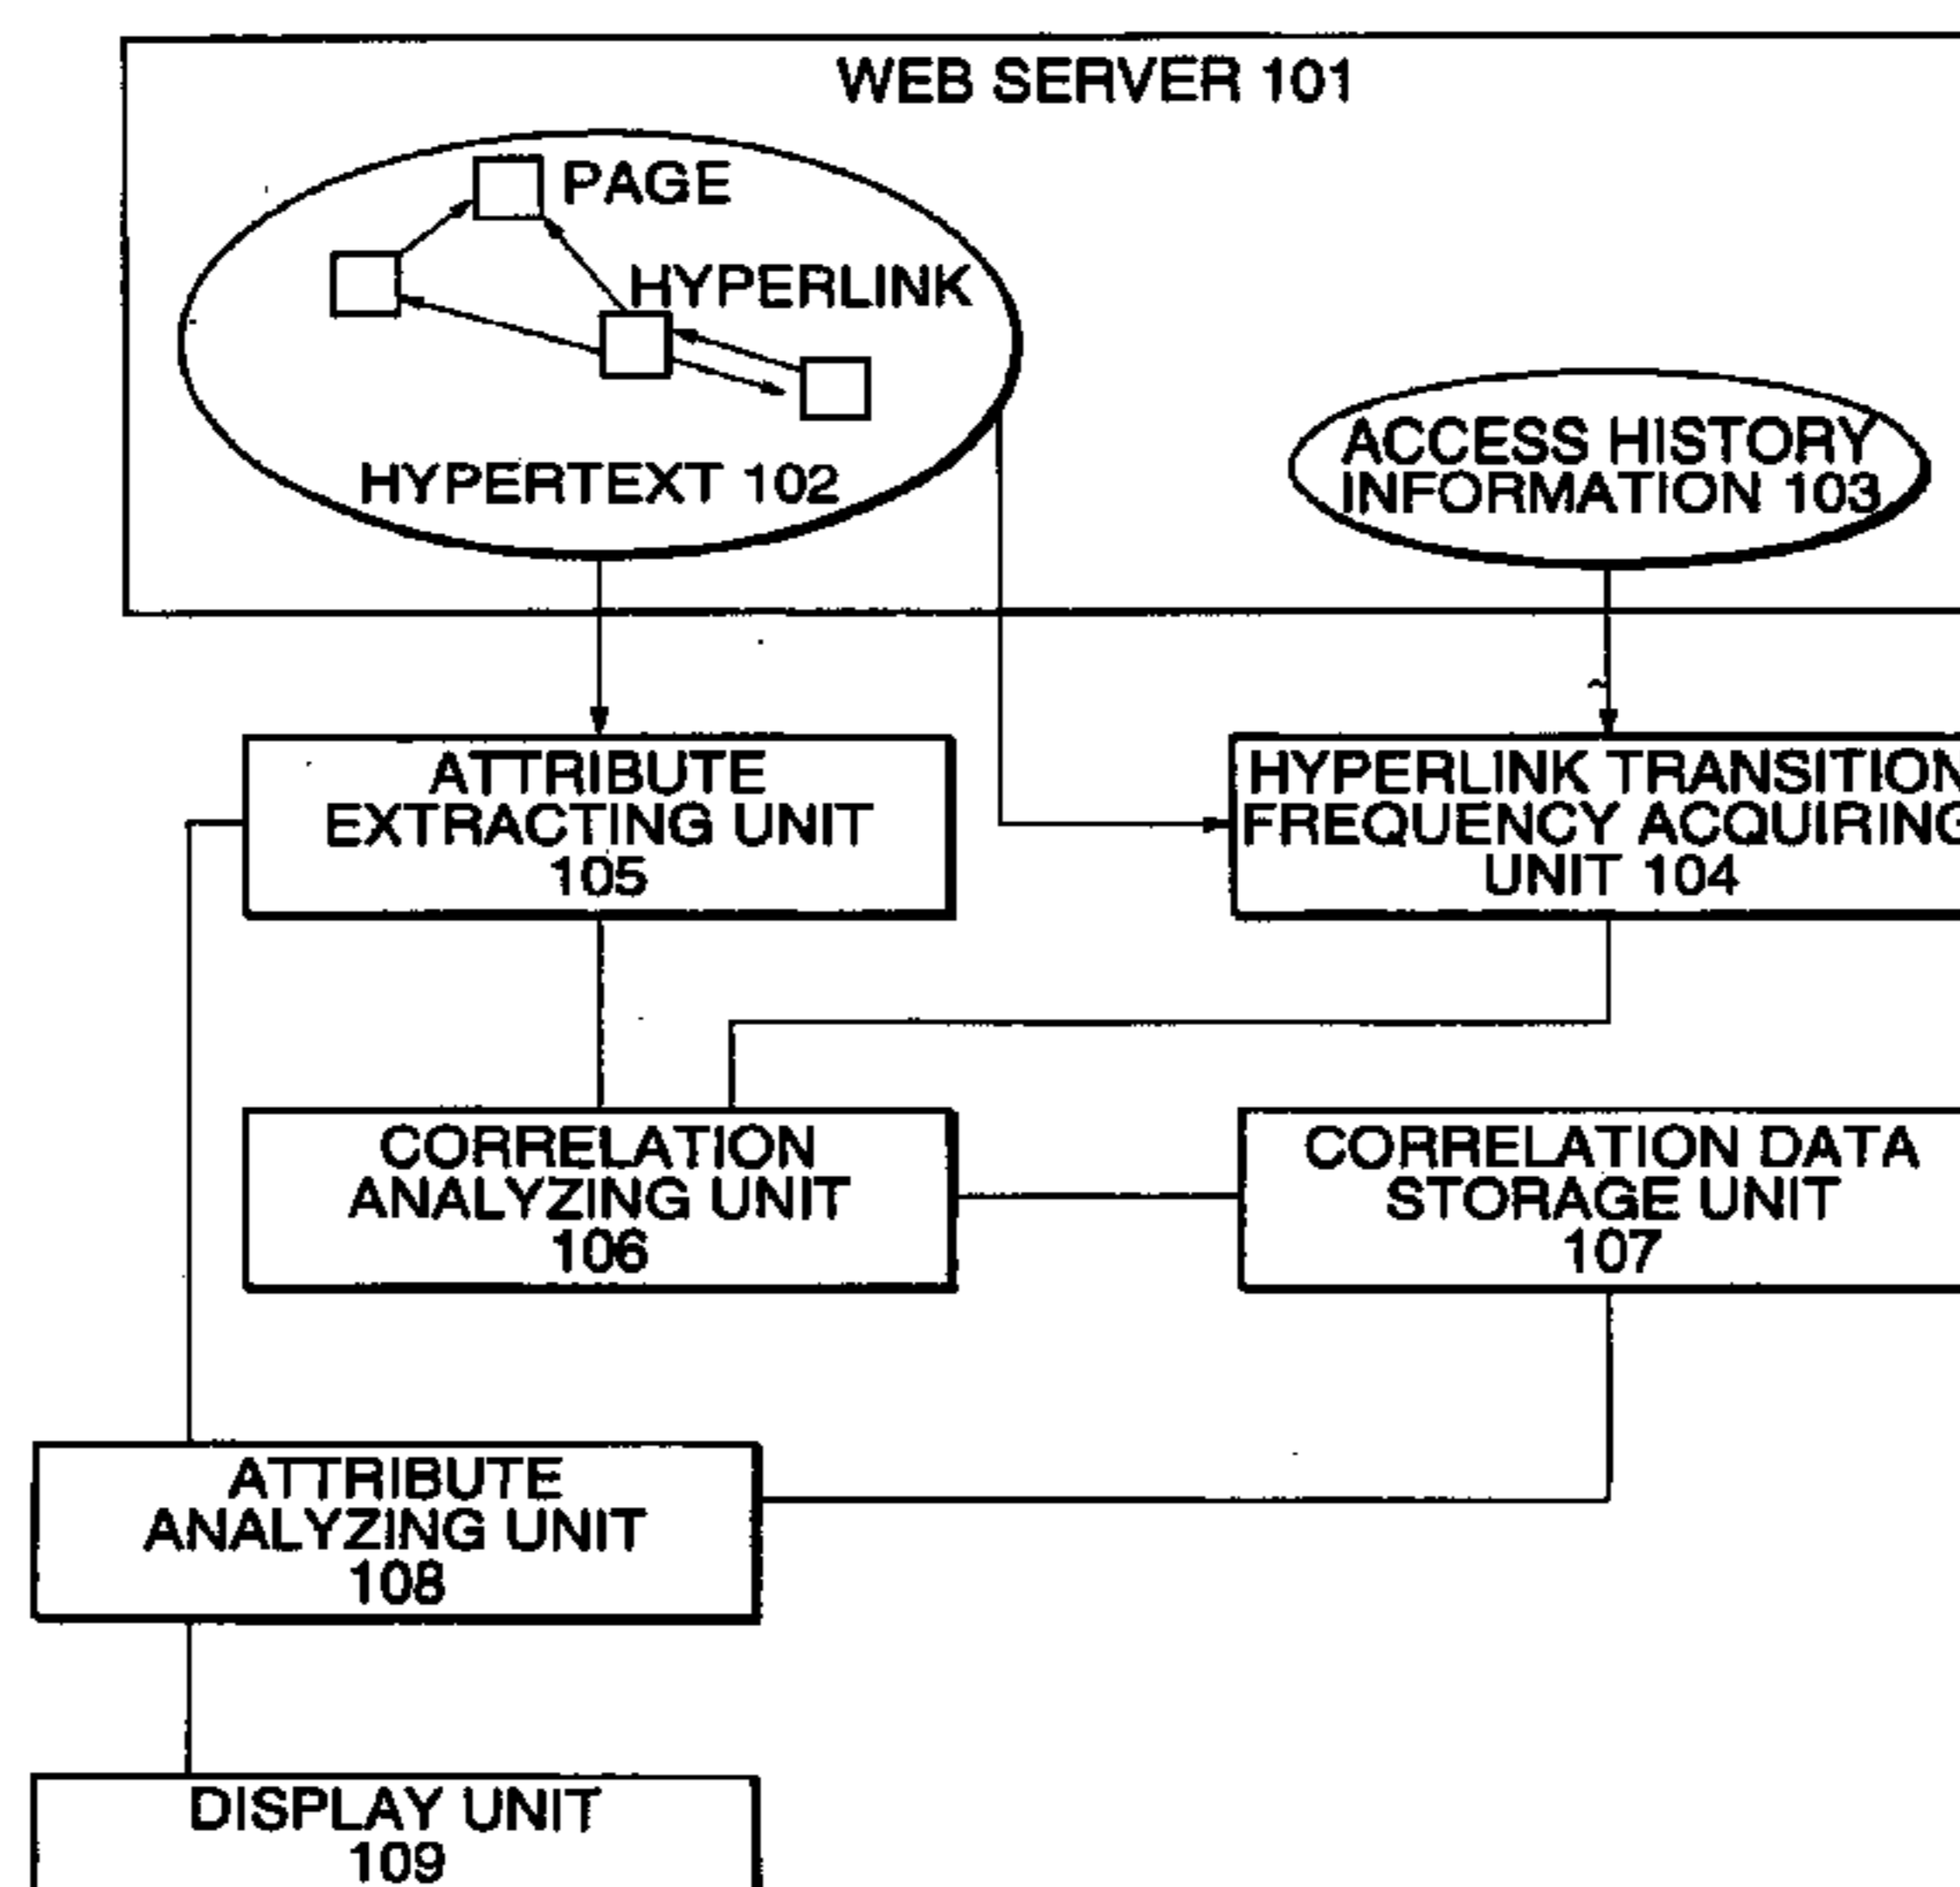 WEB SERVER 101
PAGE
HYPERLINK
HYPERTEXT 102
ACCESS HISTORY
INFORMATION 103
ATTRIBUTE
EXTRACTING UNIT
105
HYPERLINK TRANSITION
FREQUENCY ACQUIRING
UNIT 104
CORRELATION
ANALYZING UNIT
106
CORRELATION DATA
STORAGE UNIT
107
ATTRIBUTE
ANALYZING UNIT
108
DISPLAY UNIT
109